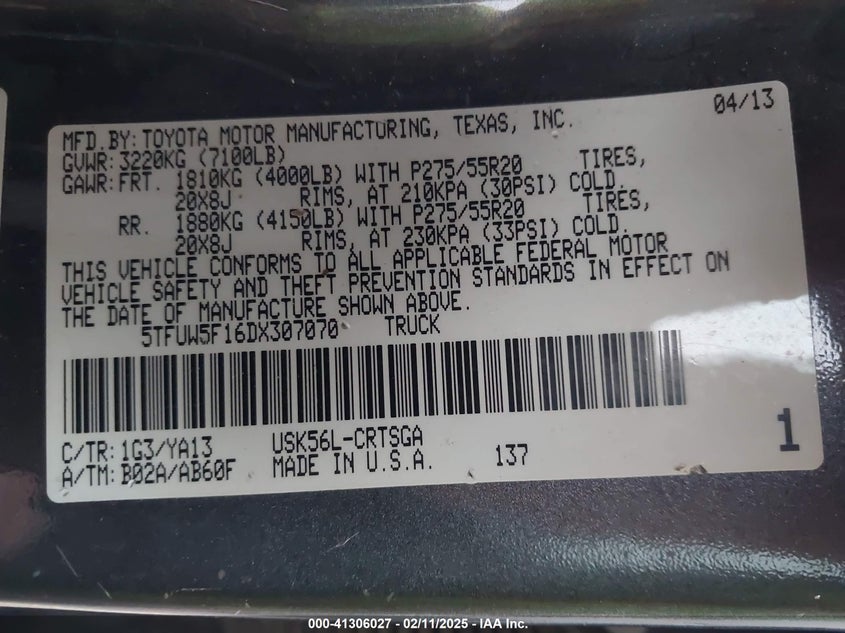 04/13
MFD.BY:TOYOTA MOTOR MANUFACTURING, TEXAS, INC.
GVWR:3220KG (7100LB)
GAWR:FRT. 1810KG (4000LB) WITH P275/55R20 TIRES,
20X8J RIMS, AT 210KPA (30PSI) COLD.
RR. 1880KG (4150LB) WITH P275/55R20 TIRES,
20X8J RIMS, AT 230KPA (33PSI) COLD.
THIS VEHICLE CONFORMS TO ALL APPLICABLE FEDERAL MOTOR
VEHICLE SAFETY AND THEFT PREVENTION STANDARDS IN EFFECT ON
THE DATE OF MANUFACTURE SHOWN ABOVE.
5TFUW5F16DX307070 TRUCK
C/TR:1G3/YA13 USK56L-CRTSGA
A/TM:B02A/AB60F MADE IN U.S.A. 137
1
000-41306027 - 02/11/2025 - IAA Inc.